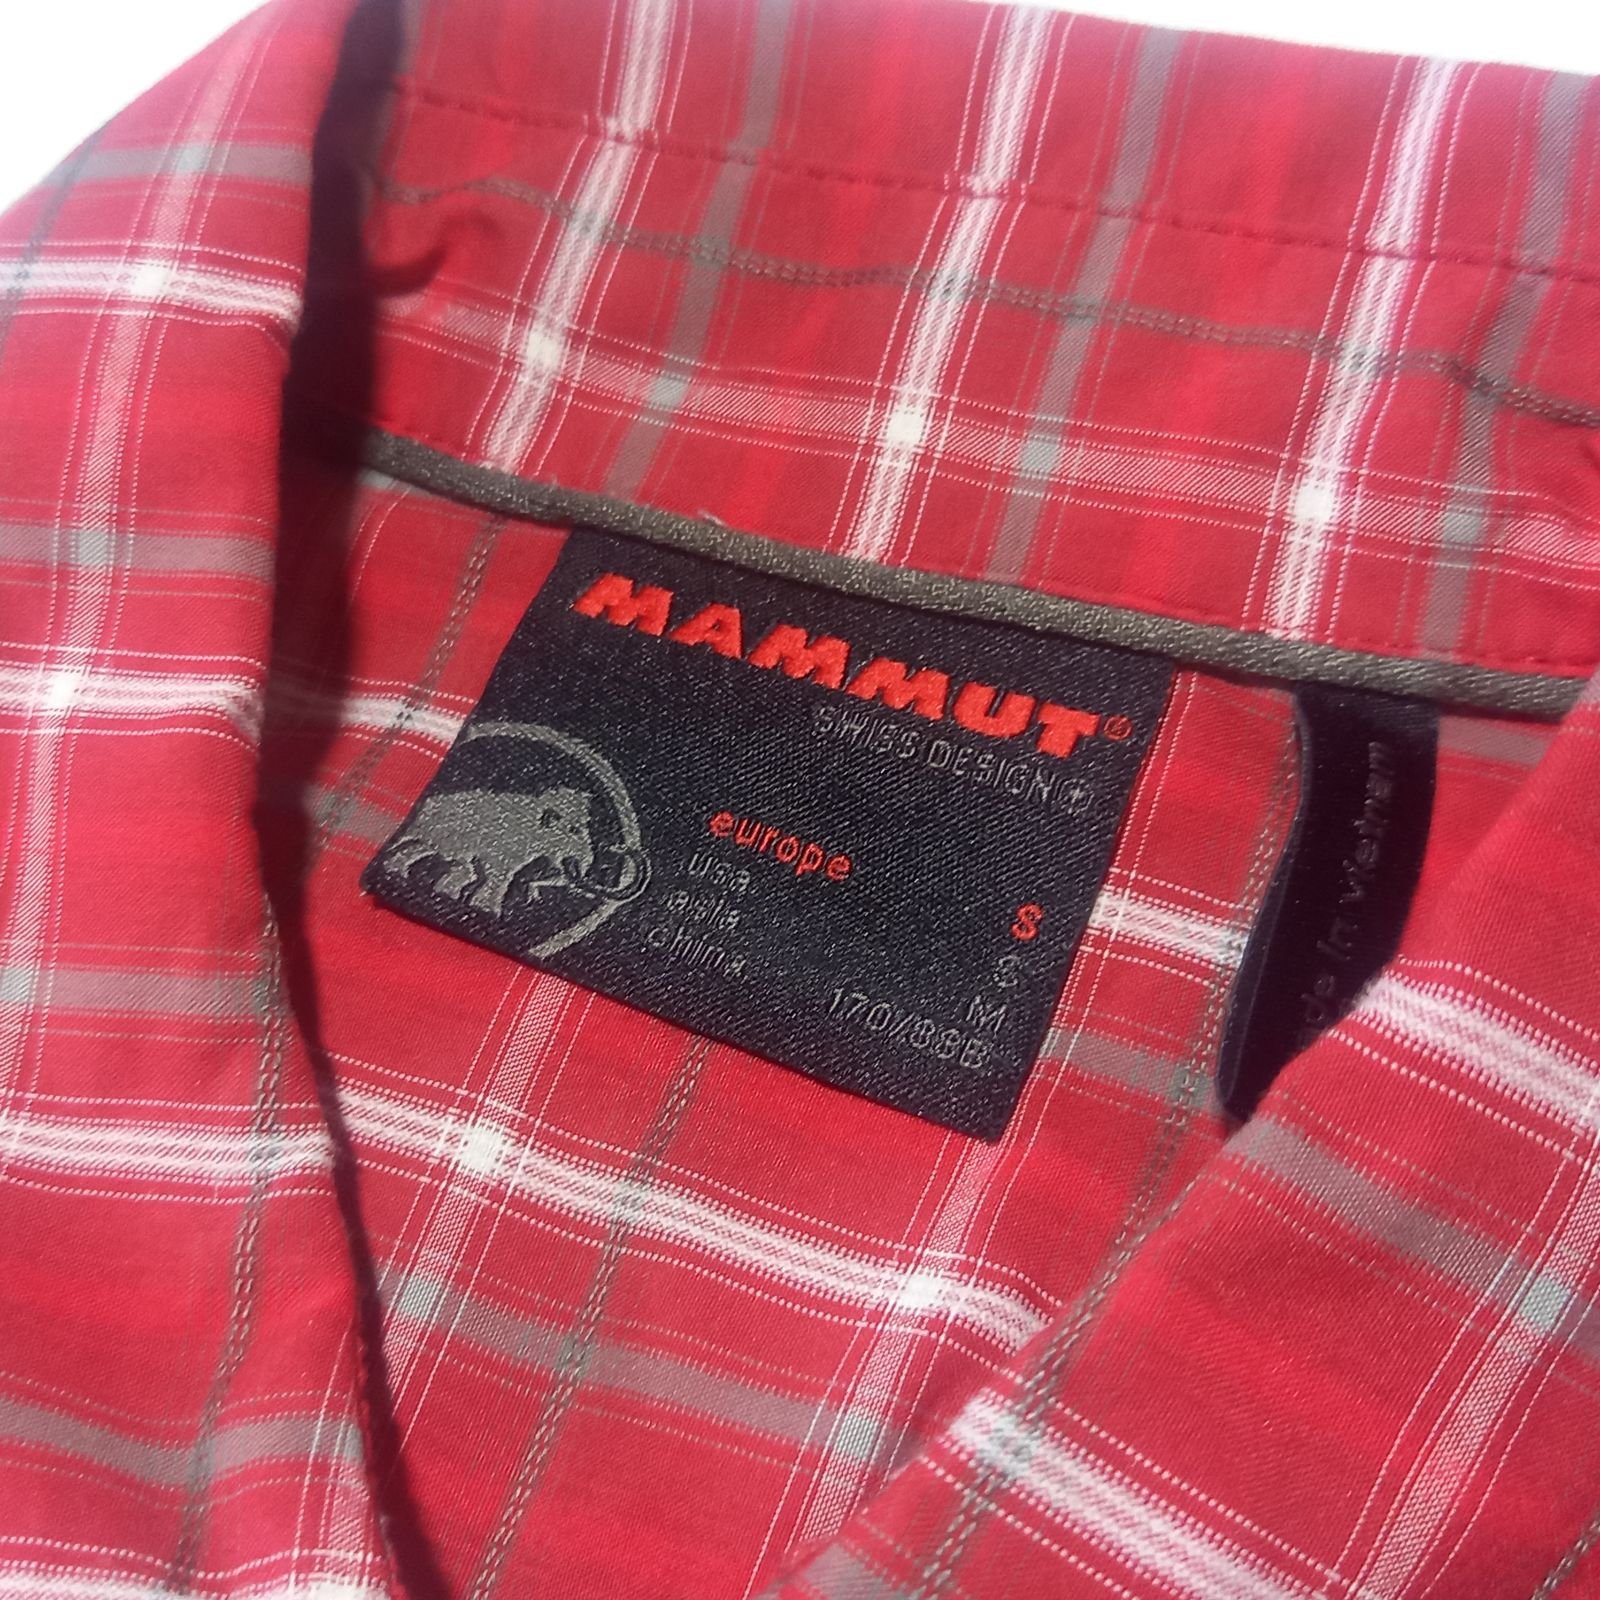 MAMMUT®
SWISS DESIGN
europe S
usa S
asia M
china 170/88B
made in vietnam